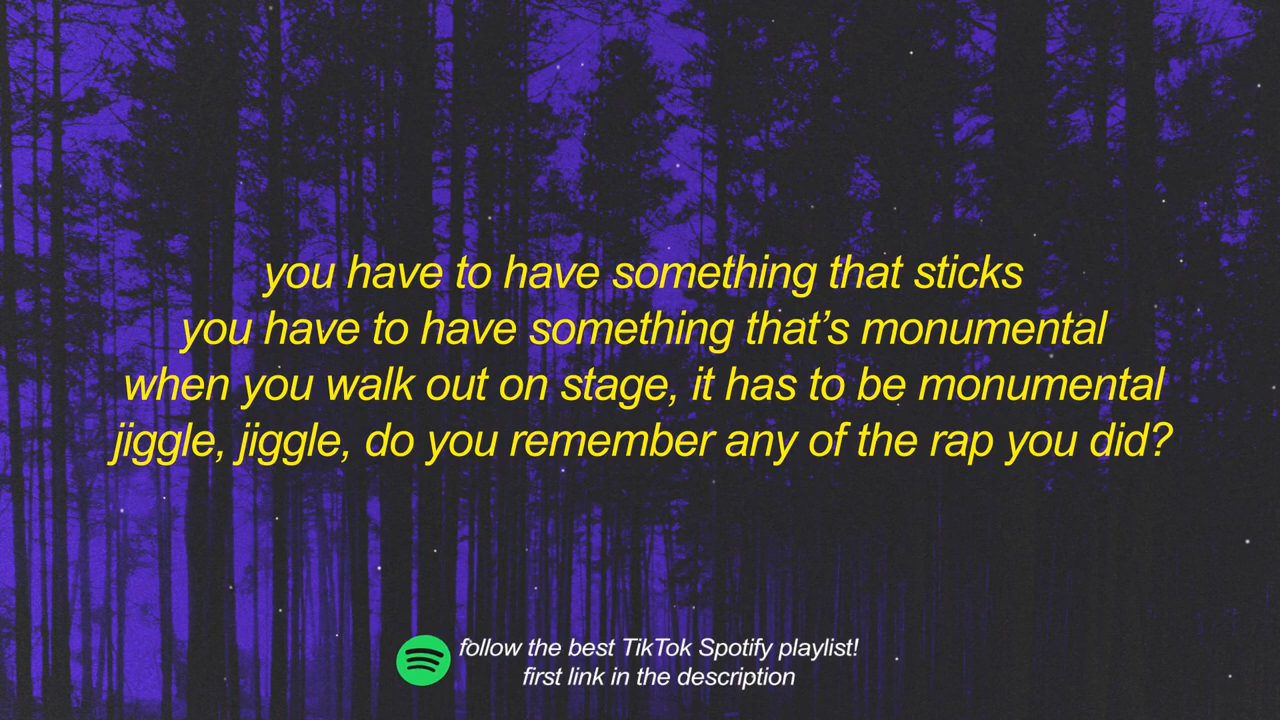 you have to have something that sticks
you have to have something that’s monumental
when you walk out on stage, it has to be monumental
jiggle, jiggle, do you remember any of the rap you did?
follow the best TikTok Spotify playlist!
first link in the description